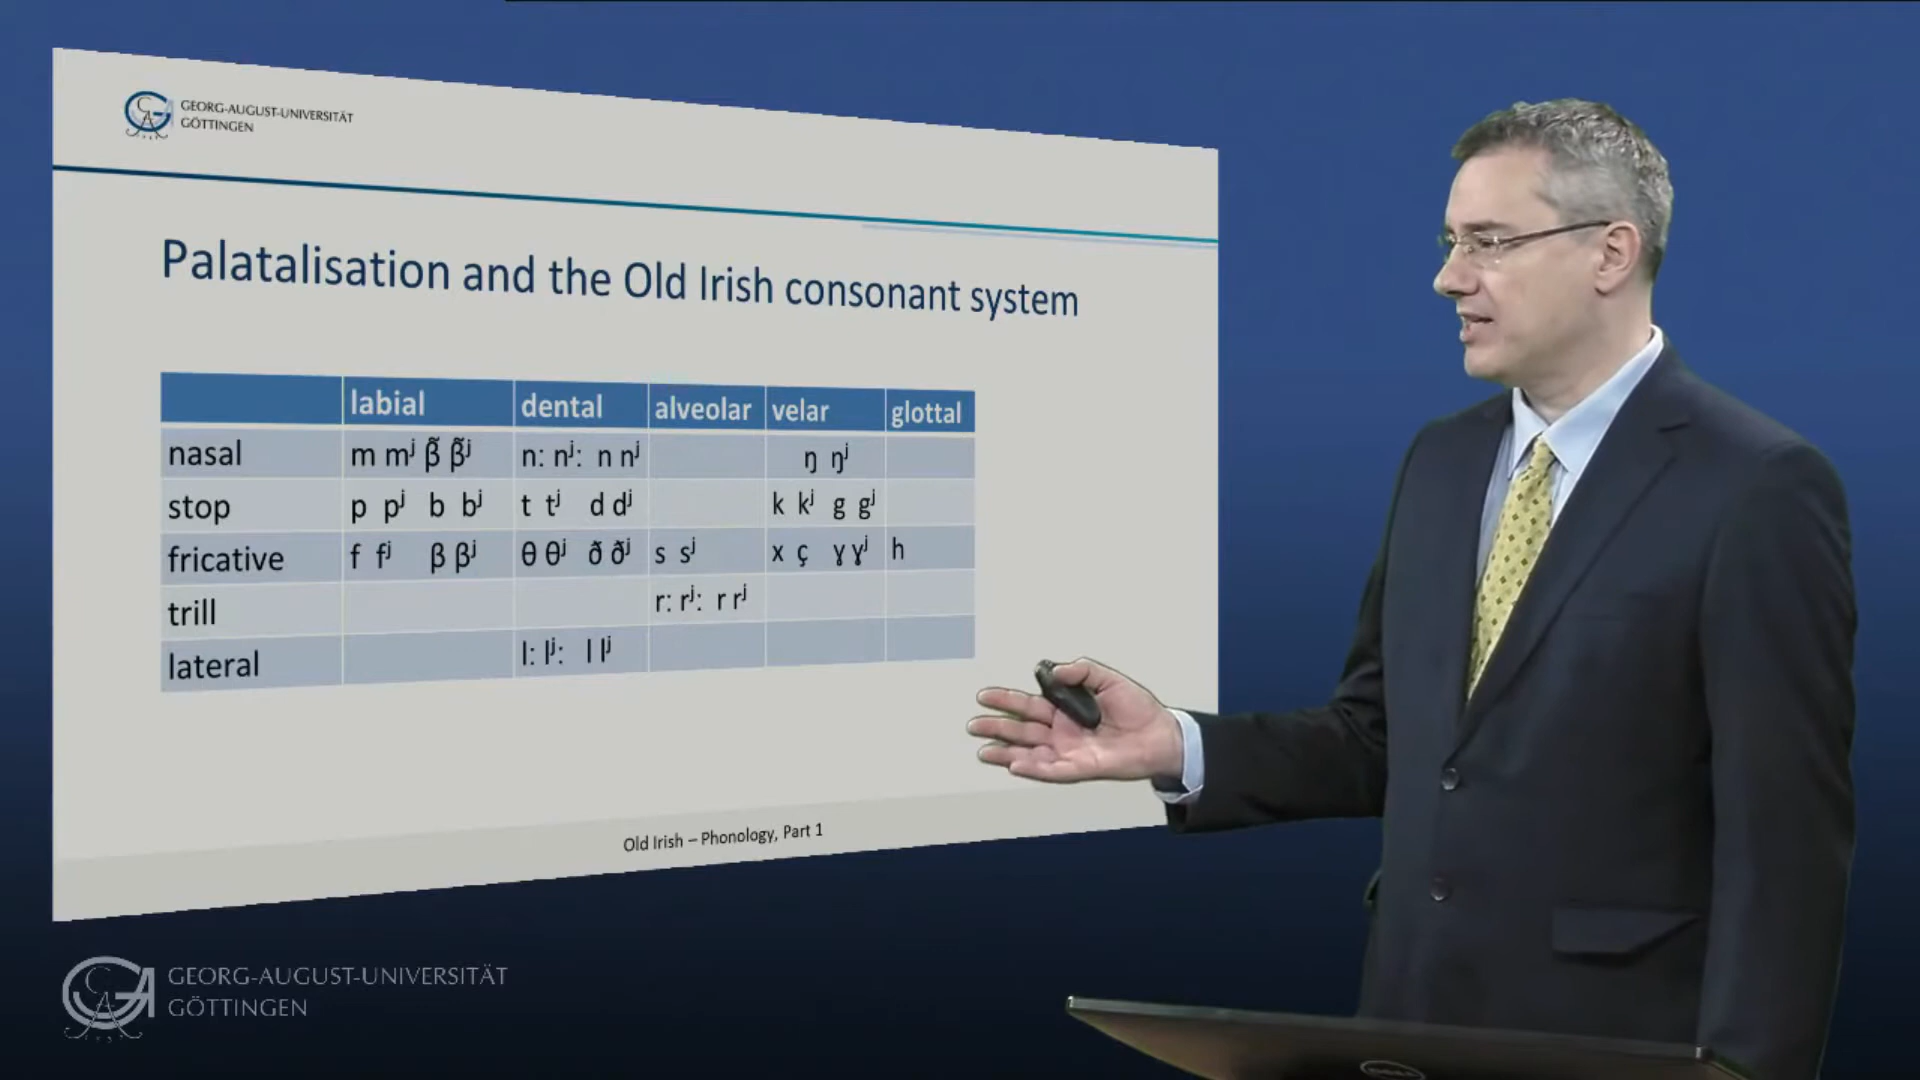 GEORG-AUGUST-UNIVERSITÄT
GÖTTINGEN
Palatalisation and the Old Irish consonant system
labial dental alveolar velar glottal
nasal m mʲ β̃ β̃ʲ n: nʲ: n nʲ ŋ ŋʲ
stop p pʲ b bʲ t tʲ d dʲ k kʲ g gʲ
fricative f fʲ β βʲ θ θʲ ð ðʲ s sʲ x ç ɣ ɣʲ h
trill r: rʲ: r rʲ
lateral l: lʲ: l lʲ
Old Irish – Phonology, Part 1
GEORG-AUGUST-UNIVERSITÄT
GÖTTINGEN
DELL